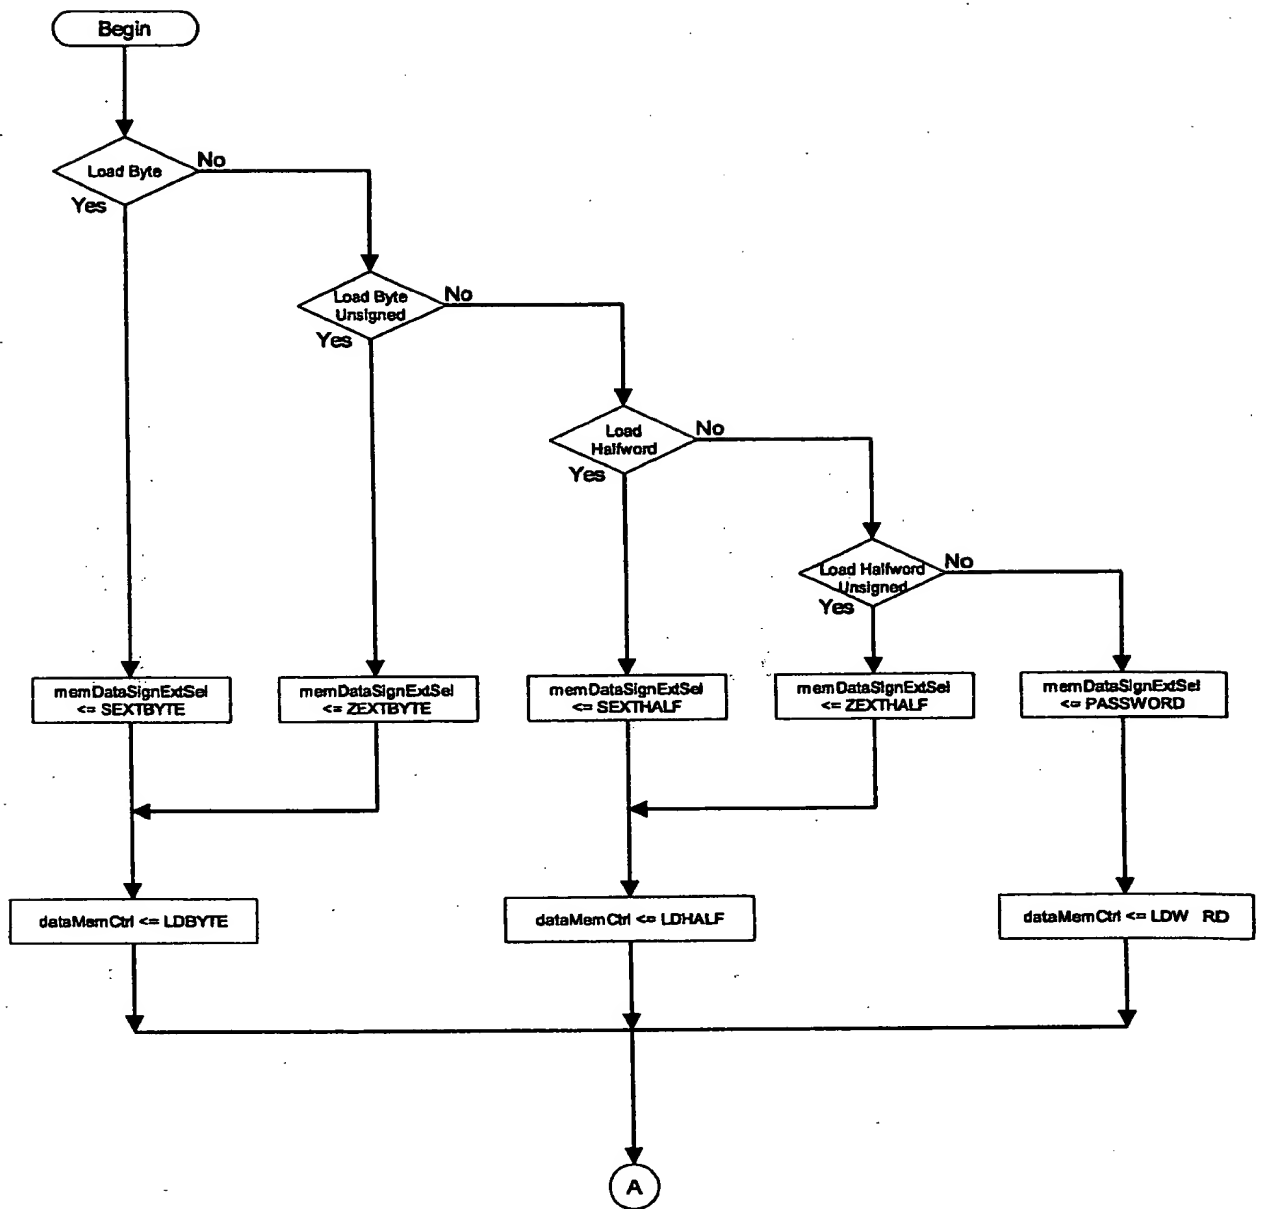 Begin
Load Byte
No
Yes
Load Byte
Unsigned
No
Yes
Load
Halfword
No
Yes
Load Halfword
Unsigned
No
Yes
memDataSignExtSel
<= SEXTBYTE
memDataSignExtSel
<= ZEXTBYTE
memDataSignExtSel
<= SEXTHALF
memDataSignExtSel
<= ZEXTHALF
memDataSignExtSel
<= PASSWORD
dataMemCtrl <= LDBYTE
dataMemCtrl <= LDHALF
dataMemCtrl <= LDW RD
A